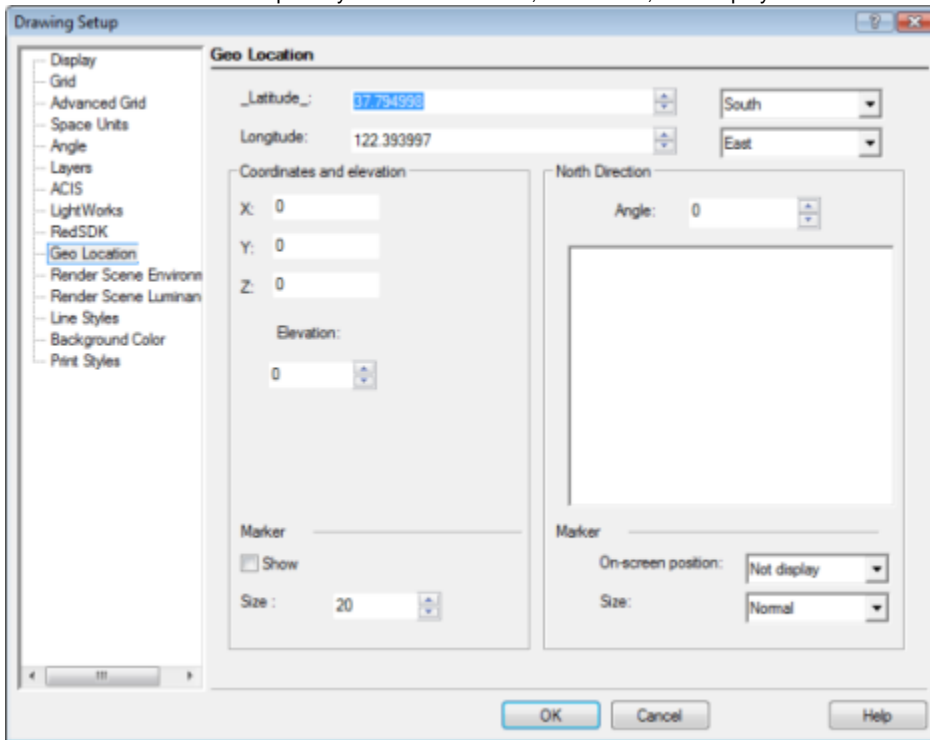 Drawing Setup
Display
Grid
Advanced Grid
Space Units
Angle
Layers
ACIS
LightWorks
RedSDK
Geo Location
Render Scene Environm
Render Scene Luminan
Line Styles
Background Color
Print Styles
Geo Location
_Latitude_: 37.794998 South
Longitude: 122.393997 East
Coordinates and elevation
X: 0
Y: 0
Z: 0
Elevation:
0
Marker
Show
Size : 20
North Direction
Angle: 0
Marker
On-screen position: Not display
Size: Normal
OK Cancel Help